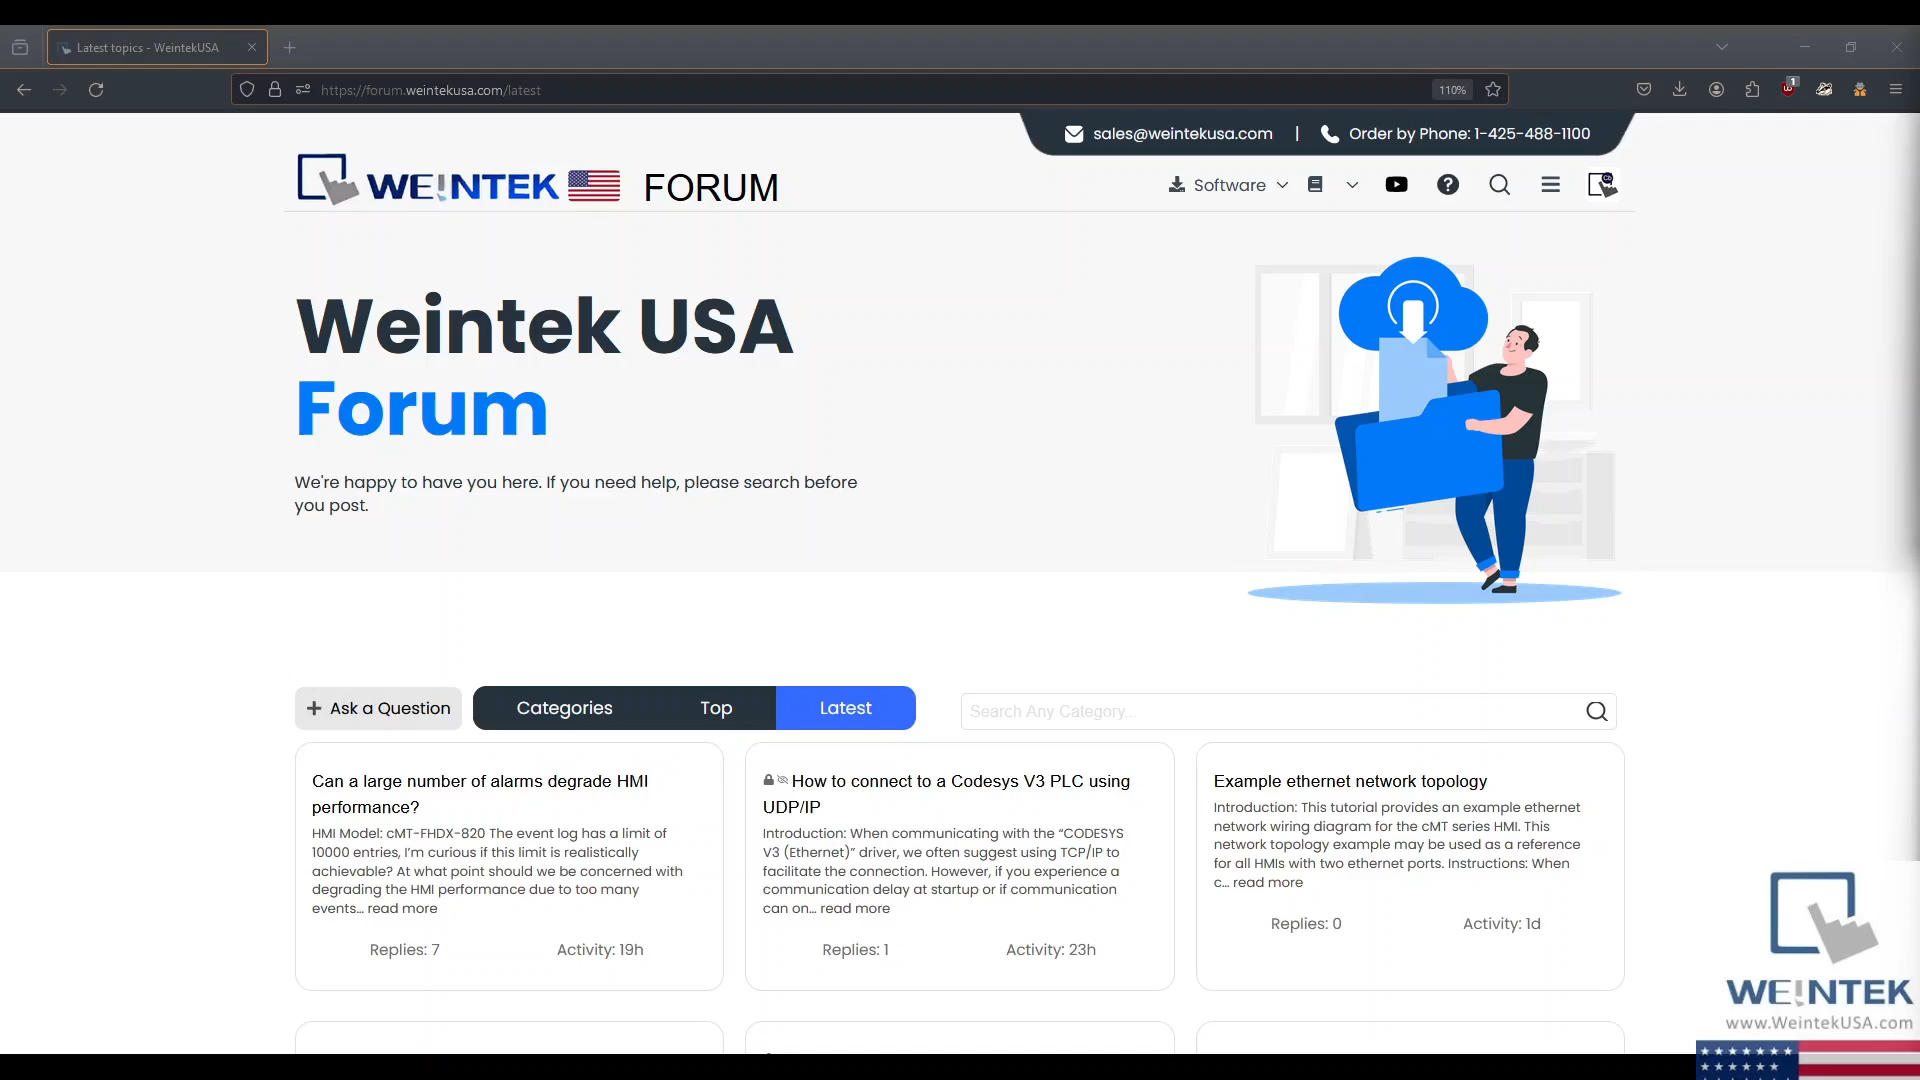 Latest topics - WeintekUSA
https://forum.weintekusa.com/latest
110%
1
sales@weintekusa.com | Order by Phone: 1-425-488-1100
WEINTEK FORUM
Software
Weintek USA
Forum
We're happy to have you here. If you need help, please search before
you post.
+ Ask a Question
Categories
Top
Latest
Search Any Category...
Can a large number of alarms degrade HMI
performance?
HMI Model: cMT-FHDX-820 The event log has a limit of
10000 entries, I'm curious if this limit is realistically
achievable? At what point should we be concerned with
degrading the HMI performance due to too many
events... read more
Replies: 7
Activity: 19h
How to connect to a Codesys V3 PLC using
UDP/IP
Introduction: When communicating with the “CODESYS
V3 (Ethernet)” driver, we often suggest using TCP/IP to
facilitate the connection. However, if you experience a
communication delay at startup or if communication
can on... read more
Replies: 1
Activity: 23h
Example ethernet network topology
Introduction: This tutorial provides an example ethernet
network wiring diagram for the cMT series HMI. This
network topology example may be used as a reference
for all HMIs with two ethernet ports. Instructions: When
c... read more
Replies: 0
Activity: 1d
WEINTEK
www.WeintekUSA.com